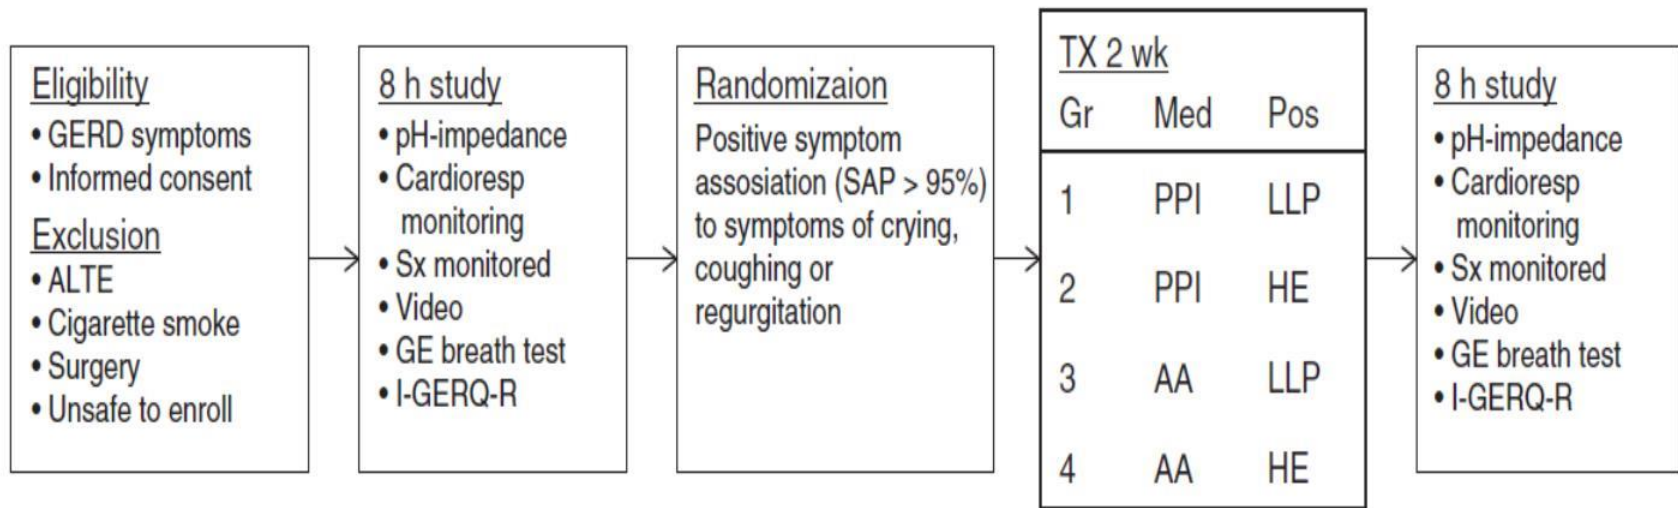 Eligibility
• GERD symptoms
• Informed consent
Exclusion
• ALTE
• Cigarette smoke
• Surgery
• Unsafe to enroll
8 h study
• pH-impedance
• Cardioresp
monitoring
• Sx monitored
• Video
• GE breath test
• I-GERQ-R
Randomizaion
Positive symptom
assosiation (SAP > 95%)
to symptoms of crying,
coughing or
regurgitation
TX 2 wk
Gr Med Pos
1 PPI LLP
2 PPI HE
3 AA LLP
4 AA HE
8 h study
• pH-impedance
• Cardioresp
monitoring
• Sx monitored
• Video
• GE breath test
• I-GERQ-R